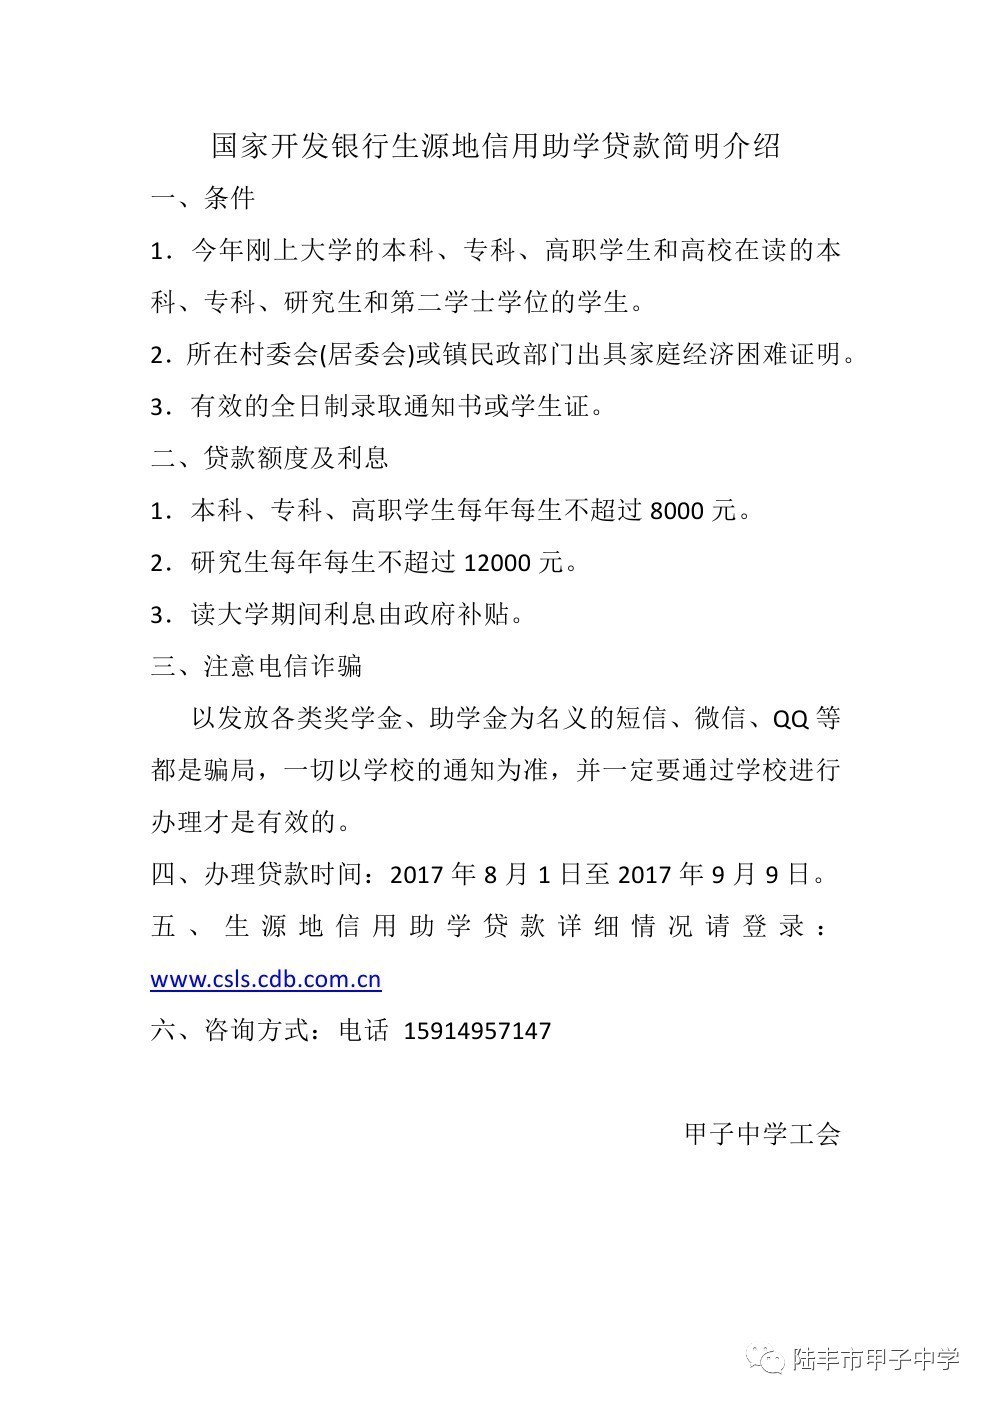 国家开发银行生源地信用助学贷款简明介绍
一、条件
1．今年刚上大学的本科、专科、高职学生和高校在读的本
科、专科、研究生和第二学士学位的学生。
2．所在村委会(居委会)或镇民政部门出具家庭经济困难证明。
3．有效的全日制录取通知书或学生证。
二、贷款额度及利息
1．本科、专科、高职学生每年每生不超过 8000 元。
2．研究生每年每生不超过 12000 元。
3．读大学期间利息由政府补贴。
三、注意电信诈骗
以发放各类奖学金、助学金为名义的短信、微信、QQ 等
都是骗局，一切以学校的通知为准，并一定要通过学校进行
办理才是有效的。
四、办理贷款时间：2017 年 8 月 1 日至 2017 年 9 月 9 日。
五、生源地信用助学贷款详细情况请登录：
www.csls.cdb.com.cn
六、咨询方式：电话 15914957147
甲子中学工会
陆丰市甲子中学